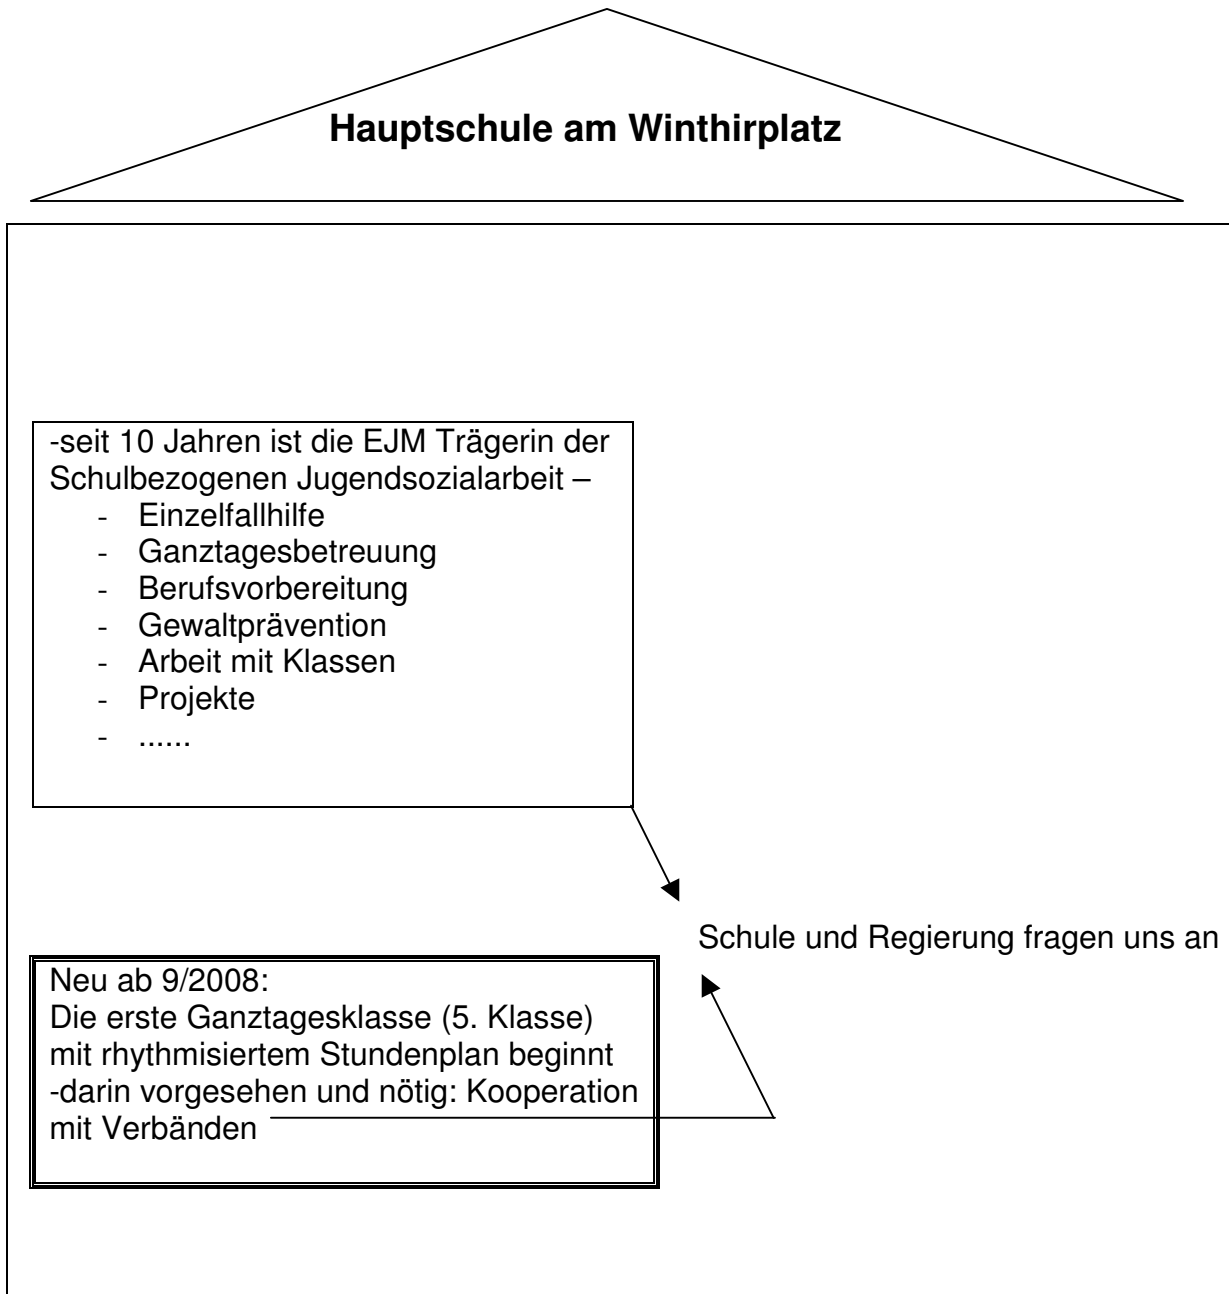 Hauptschule am Winthirplatz
-seit 10 Jahren ist die EJM Trägerin der
Schulbezogenen Jugendsozialarbeit –
- Einzelfallhilfe
- Ganztagesbetreuung
- Berufsvorbereitung
- Gewaltprävention
- Arbeit mit Klassen
- Projekte
- ......
Schule und Regierung fragen uns an
Neu ab 9/2008:
Die erste Ganztagesklasse (5. Klasse)
mit rhythmisiertem Stundenplan beginnt
-darin vorgesehen und nötig: Kooperation
mit Verbänden